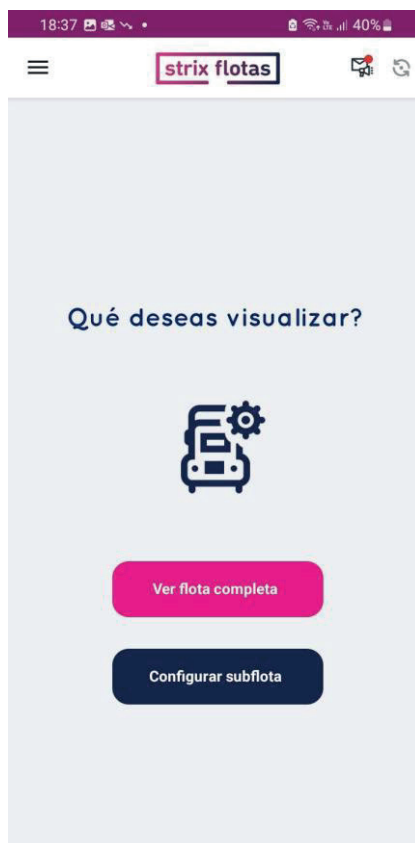 18:37 40%
strix flotas
Qué deseas visualizar?
Ver flota completa
Configurar subflota